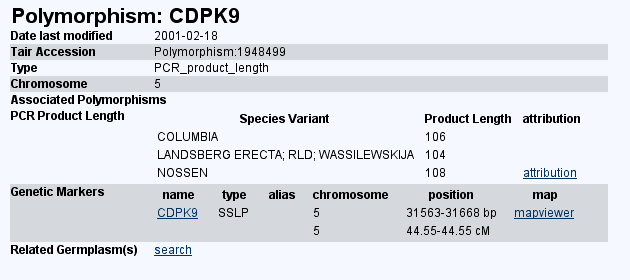 Polymorphism: CDPK9
Date last modified 2001-02-18
Tair Accession Polymorphism:1948499
Type PCR_product_length
Chromosome 5
Associated Polymorphisms
PCR Product Length Species Variant Product Length attribution
COLUMBIA 106
LANDSBERG ERECTA; RLD; WASSILEWSKIJA 104
NOSSEN 108 attribution
Genetic Markers name type alias chromosome position map
CDPK9 SSLP 5 31563-31668 bp mapviewer
5 44.55-44.55 cM
Related Germplasm(s) search